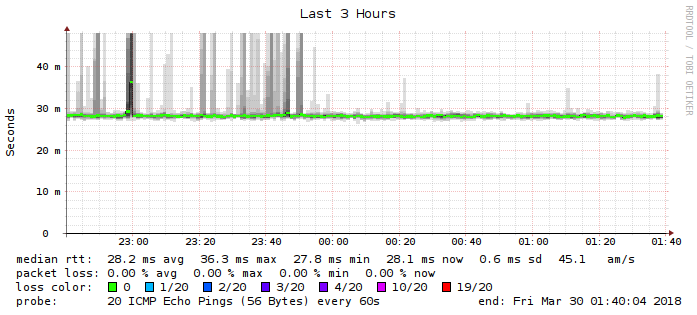 Last 3 Hours
RRDTOOL / TOBI OETIKER
Seconds
40 m
30 m
20 m
10 m
0
23:00 23:20 23:40 00:00 00:20 00:40 01:00 01:20 01:40
median rtt: 28.2 ms avg 36.3 ms max 27.8 ms min 28.1 ms now 0.6 ms sd 45.1 am/s
packet loss: 0.00 % avg 0.00 % max 0.00 % min 0.00 % now
loss color: 0 1/20 2/20 3/20 4/20 10/20 19/20
probe: 20 ICMP Echo Pings (56 Bytes) every 60s end: Fri Mar 30 01:40:04 2018